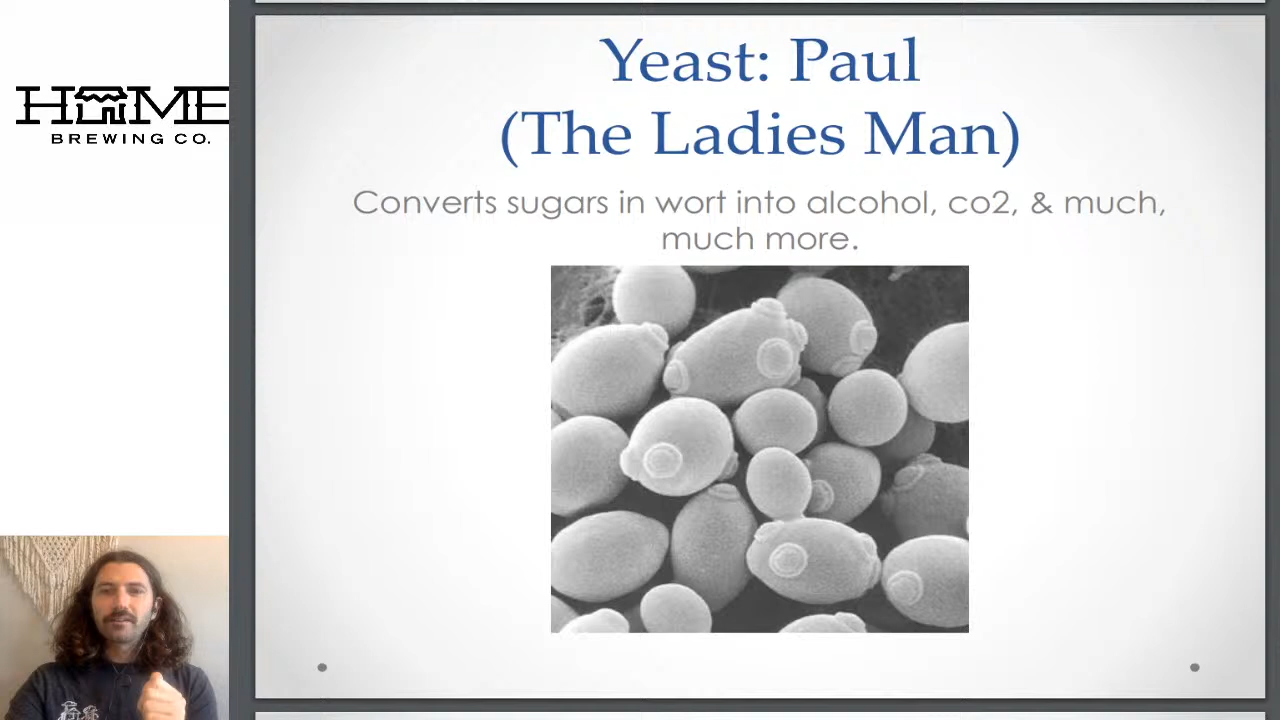 HOME
BREWING CO.
Yeast: Paul
(The Ladies Man)
Converts sugars in wort into alcohol, co2, & much,
much more.